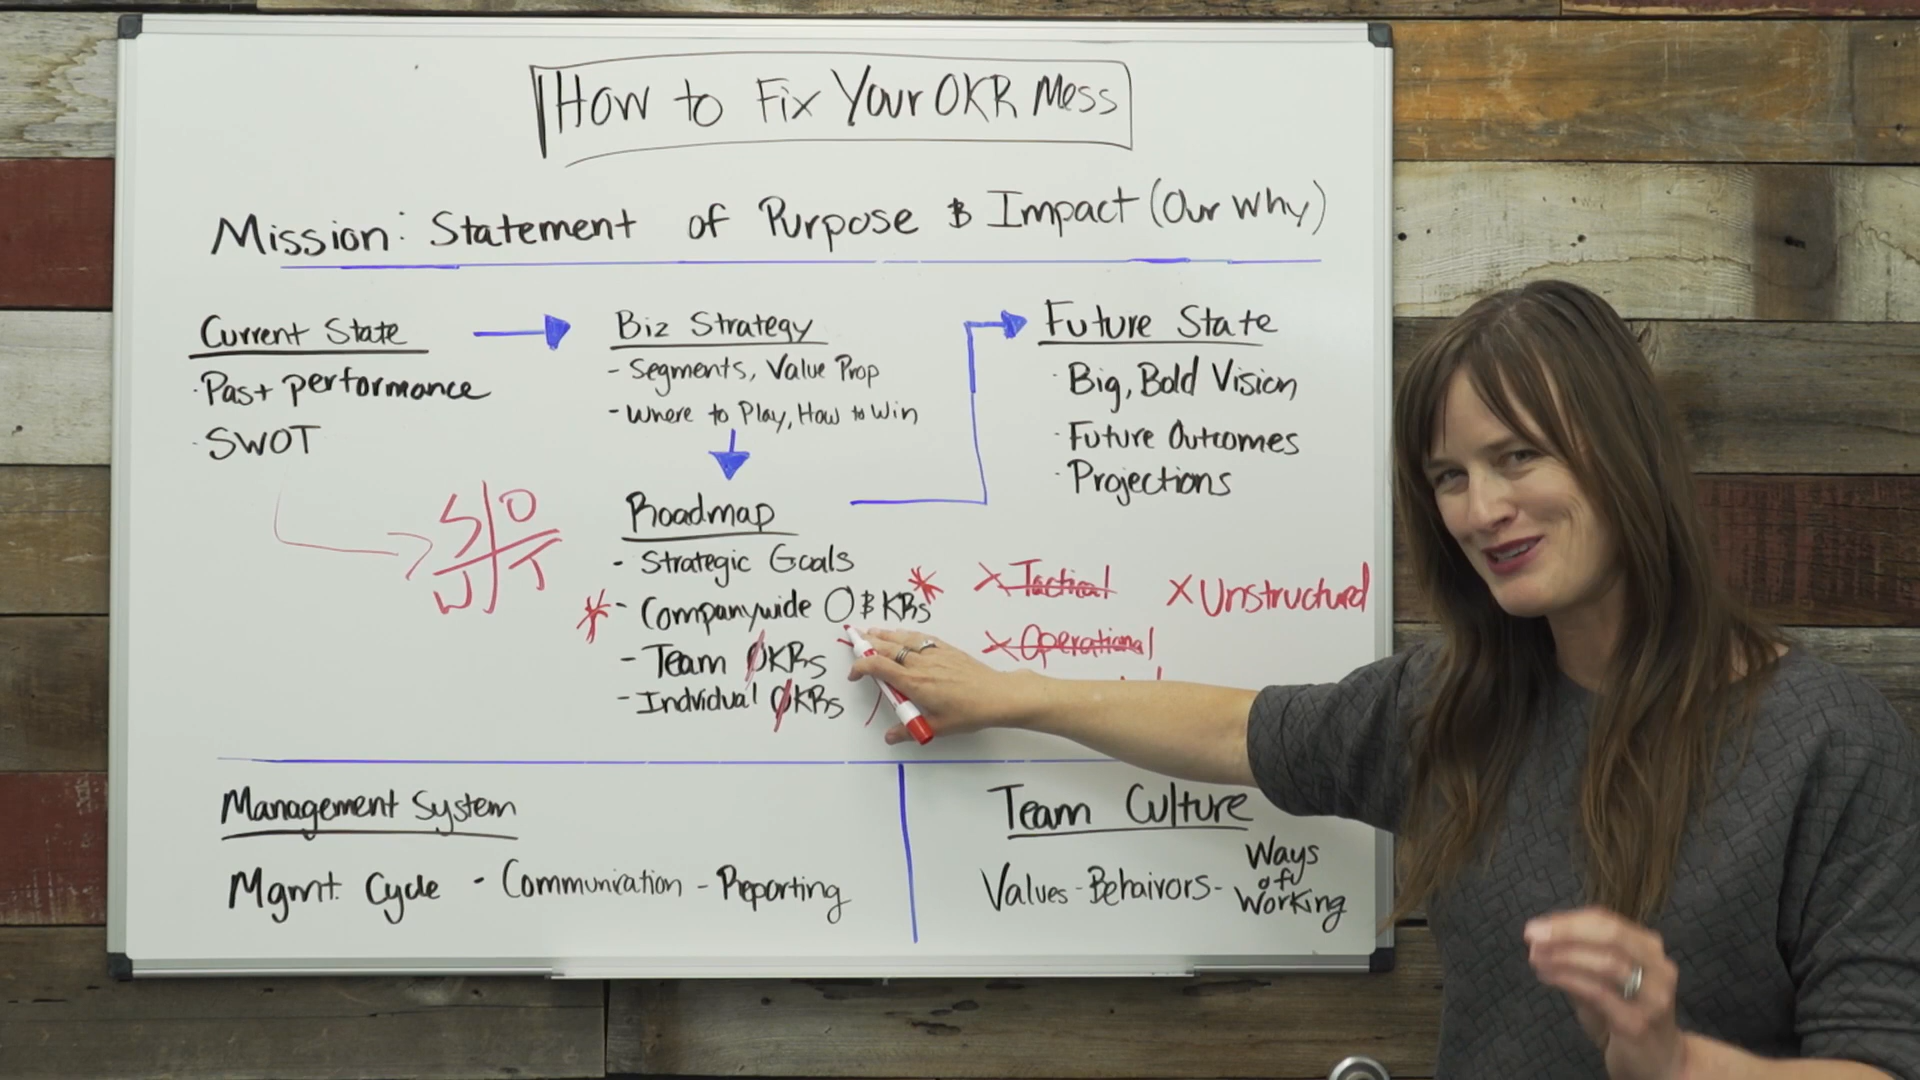 How to Fix Your OKR Mess
Mission: Statement of Purpose & Impact (Our Why)
Current State
· Past performance
· SWOT
S O
W T
Biz Strategy
- Segments, Value Prop
- Where to Play, How to Win
Roadmap
- Strategic Goals
* - Companywide O & KRs *
- Team OKRs
- Individual OKRs
Future State
· Big, Bold Vision
· Future Outcomes
· Projections
X Tactical
X Unstructured
X Operational
Management System
Mgmt. Cycle - Communication - Reporting
Team Culture
Values - Behaivors - Ways of Working